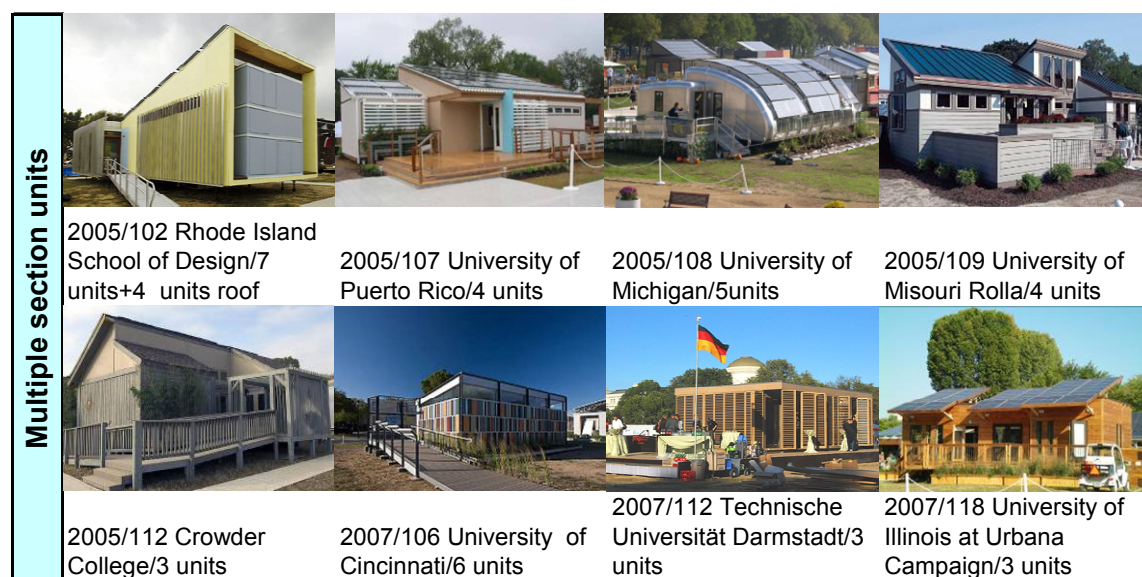 Multiple section units
2005/102 Rhode Island
School of Design/7
units+4 units roof
2005/107 University of
Puerto Rico/4 units
2005/108 University of
Michigan/5units
2005/109 University of
Misouri Rolla/4 units
2005/112 Crowder
College/3 units
2007/106 University of
Cincinnati/6 units
2007/112 Technische
Universität Darmstadt/3
units
2007/118 University of
Illinois at Urbana
Campaign/3 units